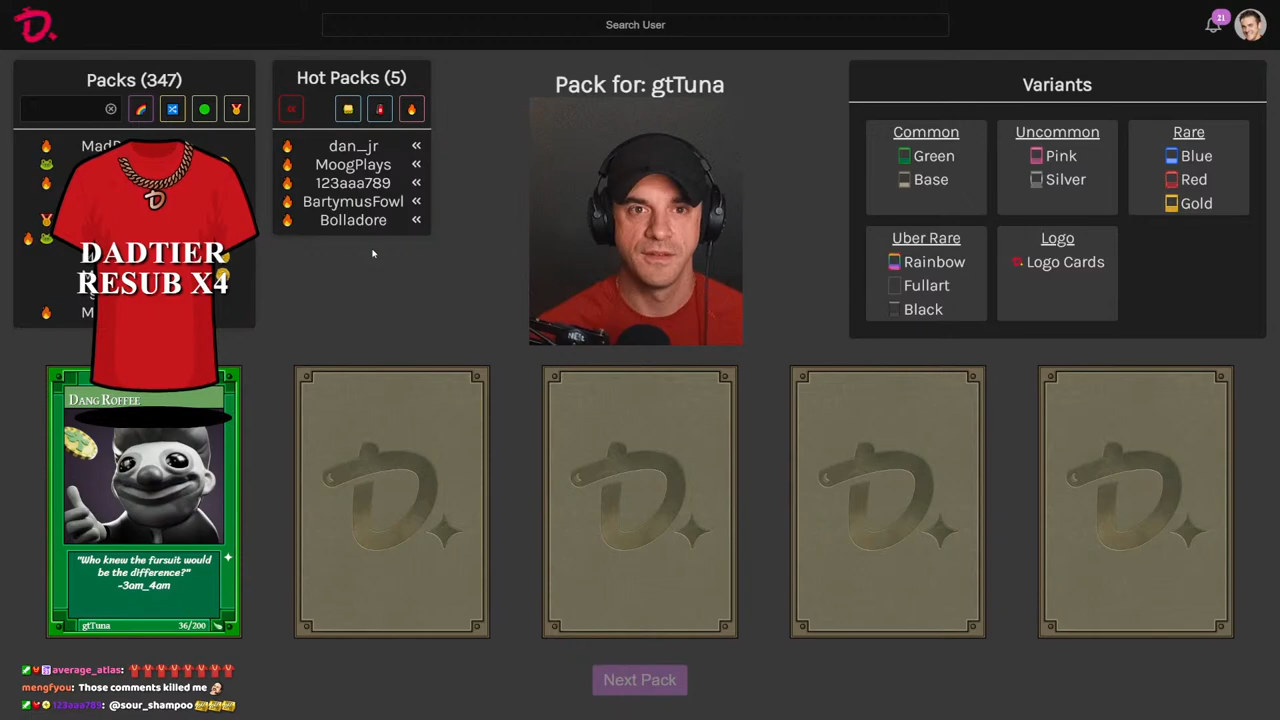 Search User
21
Packs (347)
Hot Packs (5)
Pack for: gtTuna
Variants
dan_jr
MoogPlays
123aaa789
BartymusFowl
Bolladore
Common
Green
Base
Uncommon
Pink
Silver
Rare
Blue
Red
Gold
Uber Rare
Rainbow
Fullart
Black
Logo
Logo Cards
DADTIER
RESUB X4
DANG ROFFEE
"Who knew the fursuit would
be the difference?"
-3am_4am
gtTuna 36/200
Next Pack
average_atlas:
mengfyou: Those comments killed me
123aaa789: @sour_shampoo